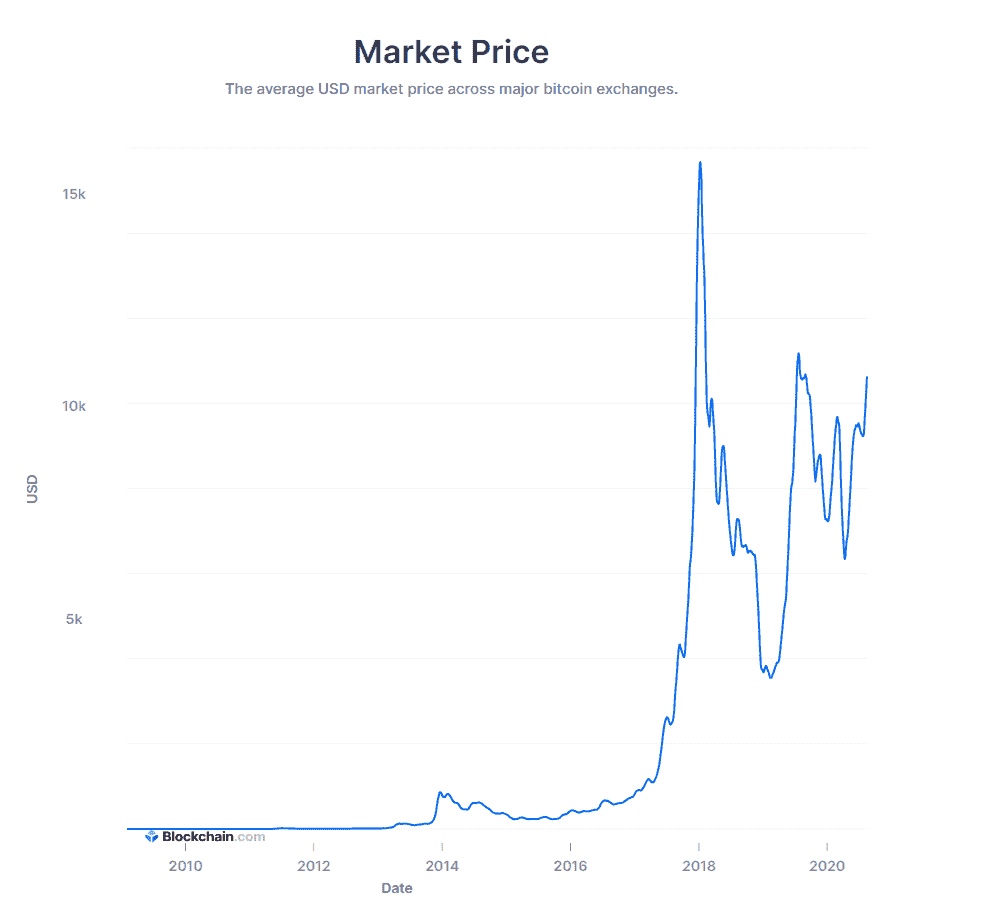 Market Price
The average USD market price across major bitcoin exchanges.
15k
10k
USD
5k
Blockchain.com
2010 2012 2014 2016 2018 2020
Date